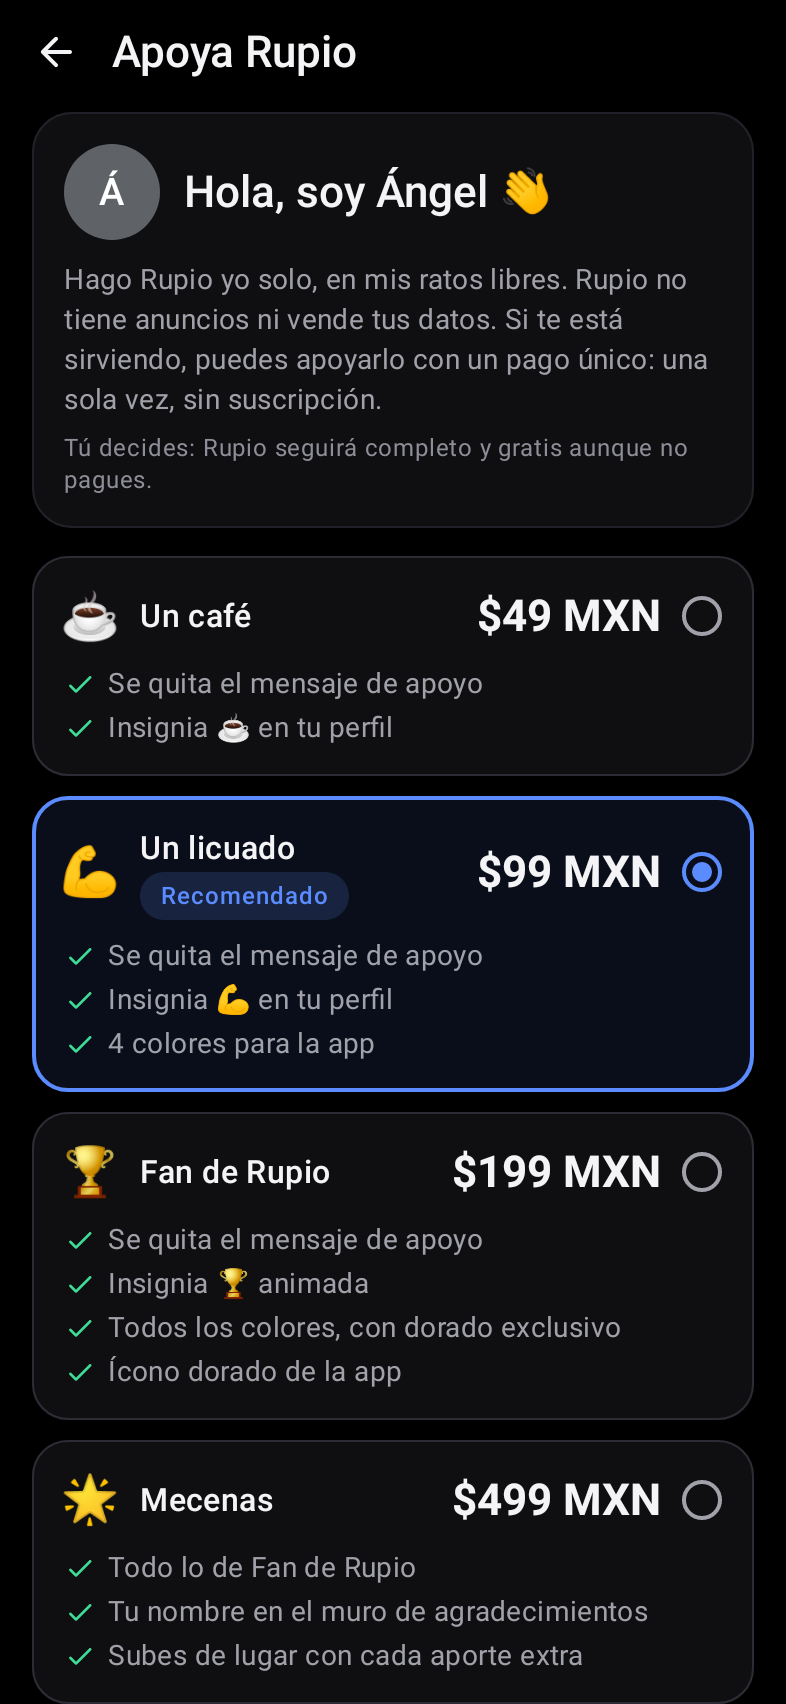 Apoya Rupio
Á
Hola, soy Ángel 👋
Hago Rupio yo solo, en mis ratos libres. Rupio no
tiene anuncios ni vende tus datos. Si te está
sirviendo, puedes apoyarlo con un pago único: una
sola vez, sin suscripción.
Tú decides: Rupio seguirá completo y gratis aunque no
pagues.
☕ Un café $49 MXN
Se quita el mensaje de apoyo
Insignia ☕ en tu perfil
💪 Un licuado $99 MXN
Recomendado
Se quita el mensaje de apoyo
Insignia 💪 en tu perfil
4 colores para la app
🏆 Fan de Rupio $199 MXN
Se quita el mensaje de apoyo
Insignia 🏆 animada
Todos los colores, con dorado exclusivo
Ícono dorado de la app
🌟 Mecenas $499 MXN
Todo lo de Fan de Rupio
Tu nombre en el muro de agradecimientos
Subes de lugar con cada aporte extra